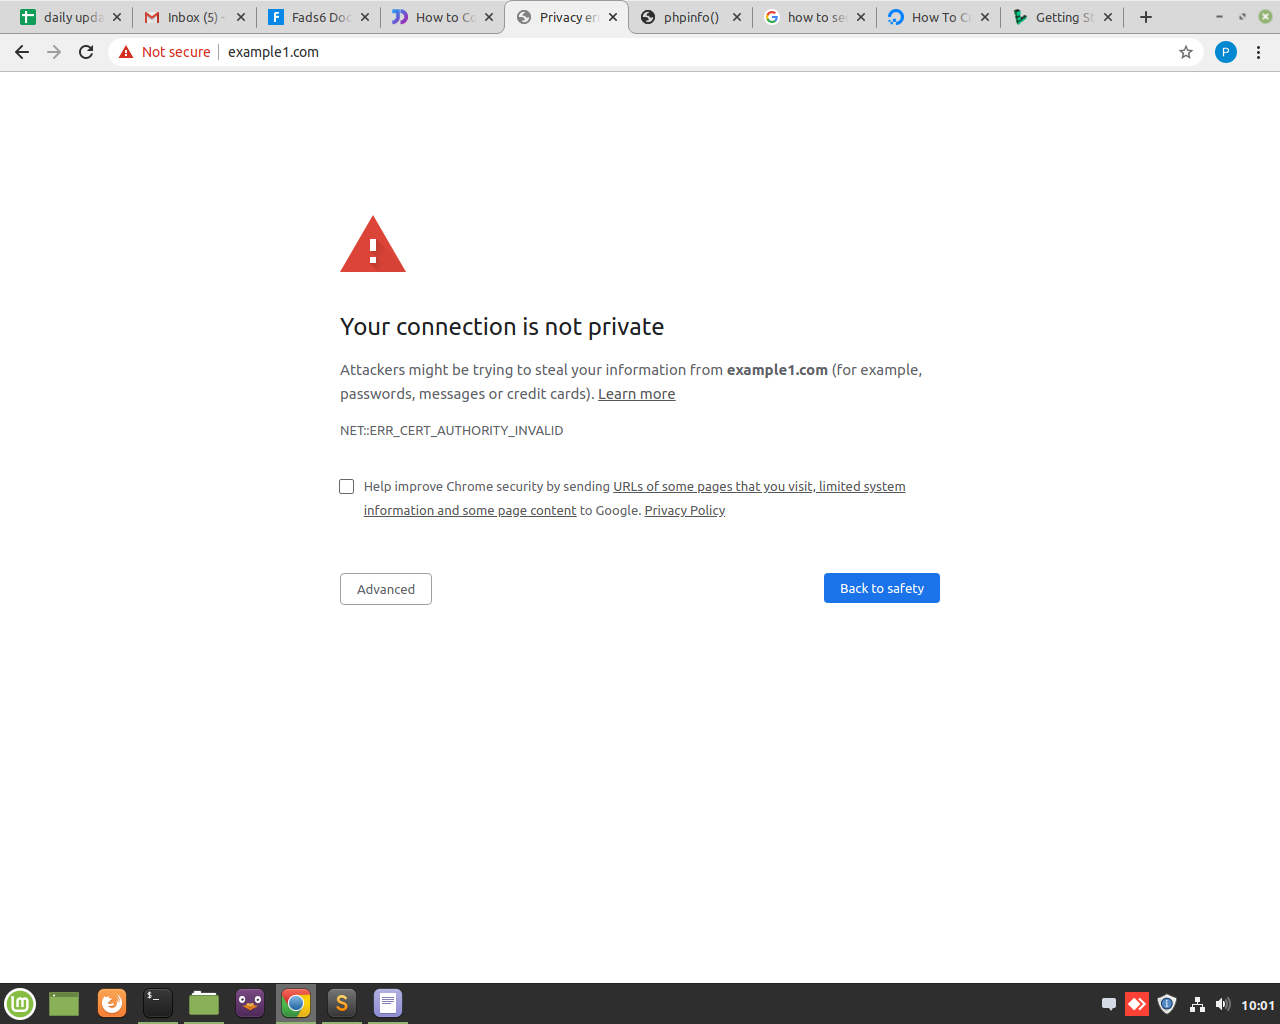 daily upda
Inbox (5) -
Fads6 Doc
How to Co
Privacy err
phpinfo()
how to sec
How To Cr
Getting St
Not secure
example1.com
P
Your connection is not private
Attackers might be trying to steal your information from example1.com (for example,
passwords, messages or credit cards). Learn more
NET::ERR_CERT_AUTHORITY_INVALID
Help improve Chrome security by sending URLs of some pages that you visit, limited system
information and some page content to Google. Privacy Policy
Advanced
Back to safety
10:01